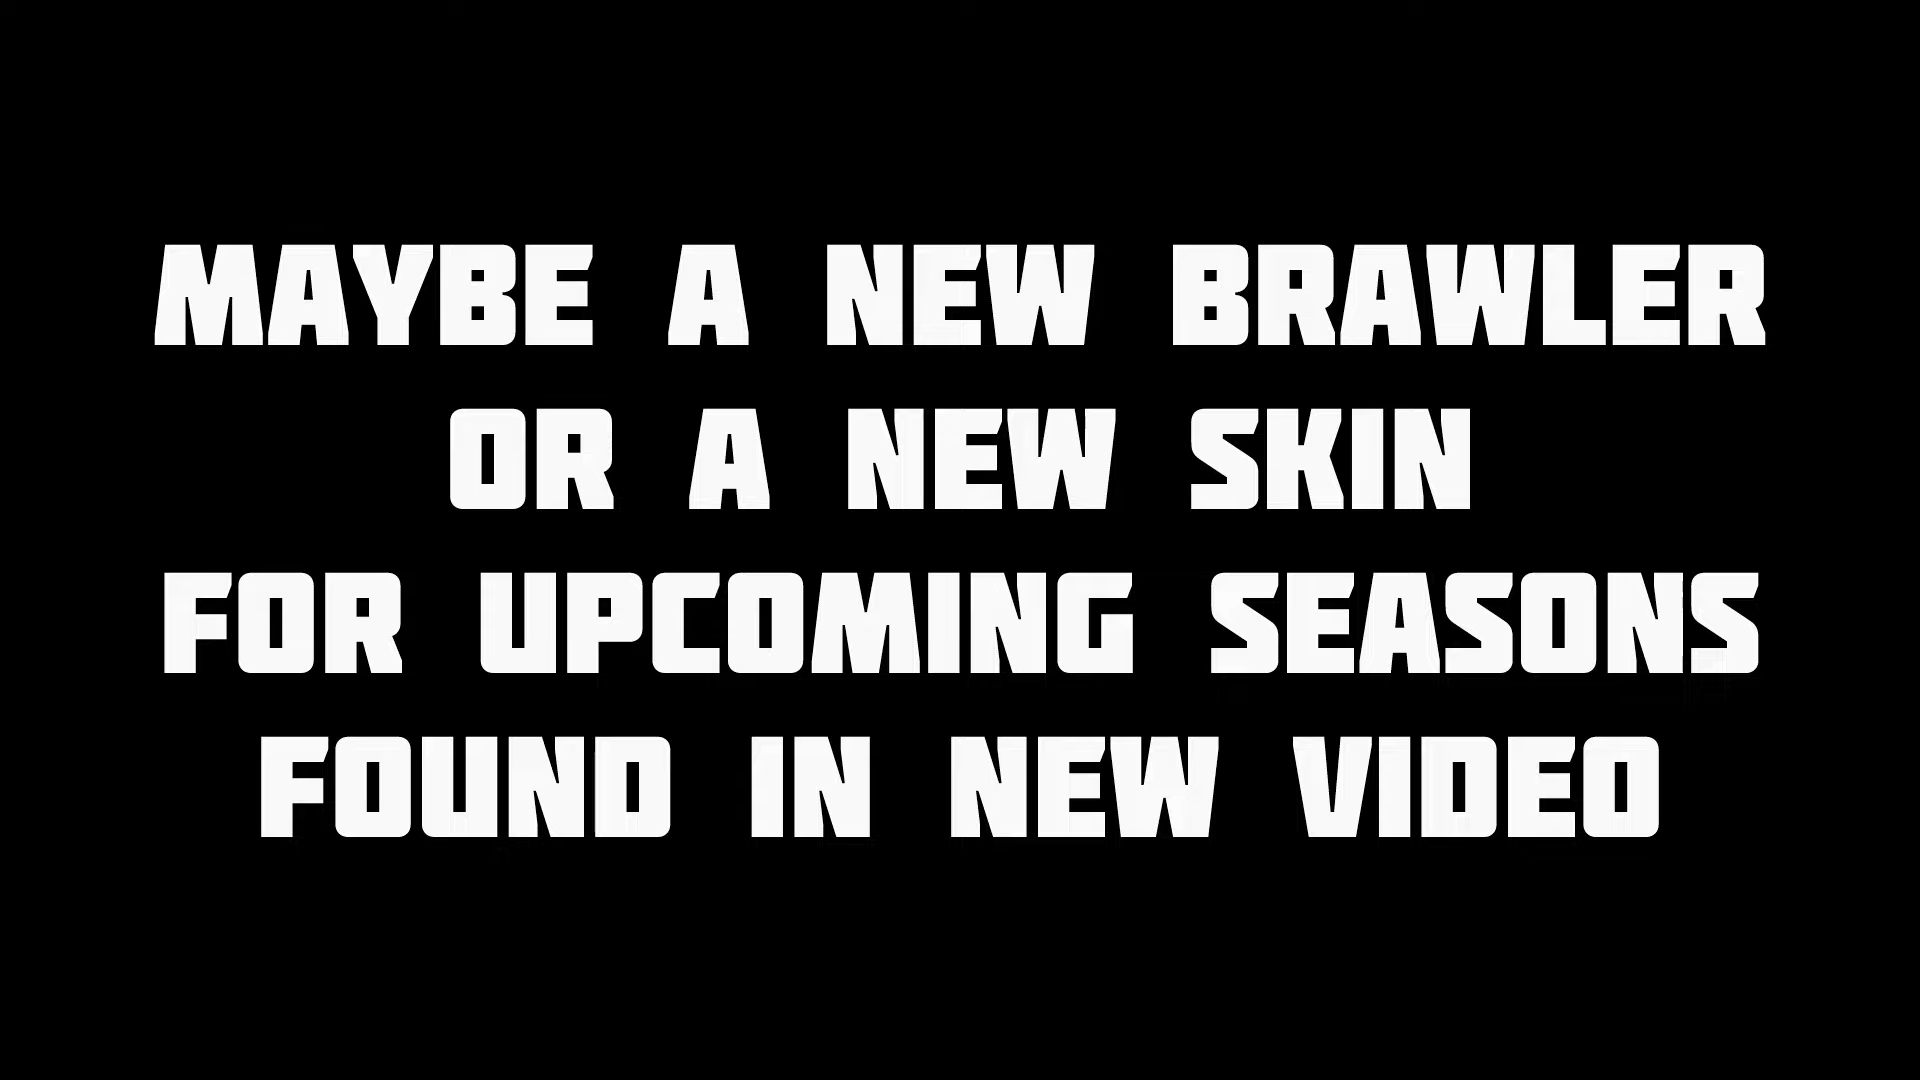 MAYBE A NEW BRAWLER
OR A NEW SKIN
FOR UPCOMING SEASONS
FOUND IN NEW VIDEO